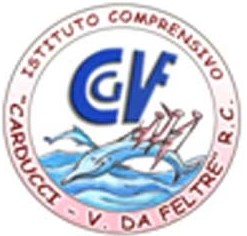 ISTITUTO COMPRENSIVO
CGVF
"CARDUCCI - V. DA FELTRE" R.C.